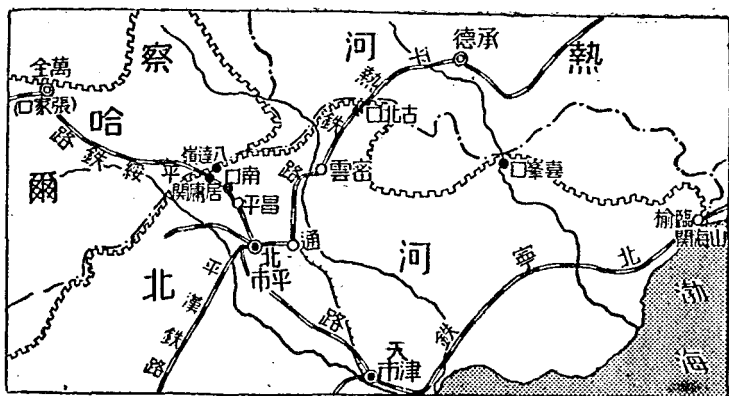 察哈爾
熱河
河北
渤海
萬全
(張家口)
承德
古北口
喜峯口
密雲
八達嶺
居庸關
南口
昌平
通
北平市
天津市
臨榆
山海關
平綏鉄路
熱鉄路
平漢鉄路
北寧鉄路